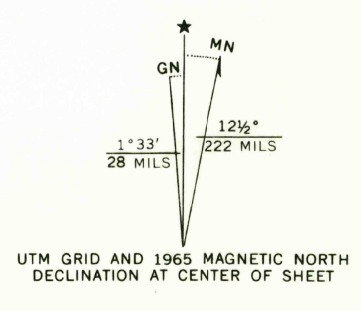 ★
MN
GN
1°33'
28 MILS
12½°
222 MILS
UTM GRID AND 1965 MAGNETIC NORTH
DECLINATION AT CENTER OF SHEET